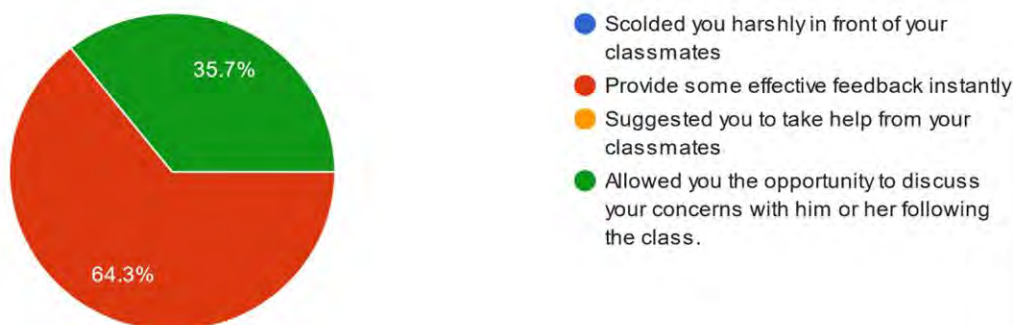 35.7%
64.3%
Scolded you harshly in front of your
classmates
Provide some effective feedback instantly
Suggested you to take help from your
classmates
Allowed you the opportunity to discuss
your concerns with him or her following
the class.